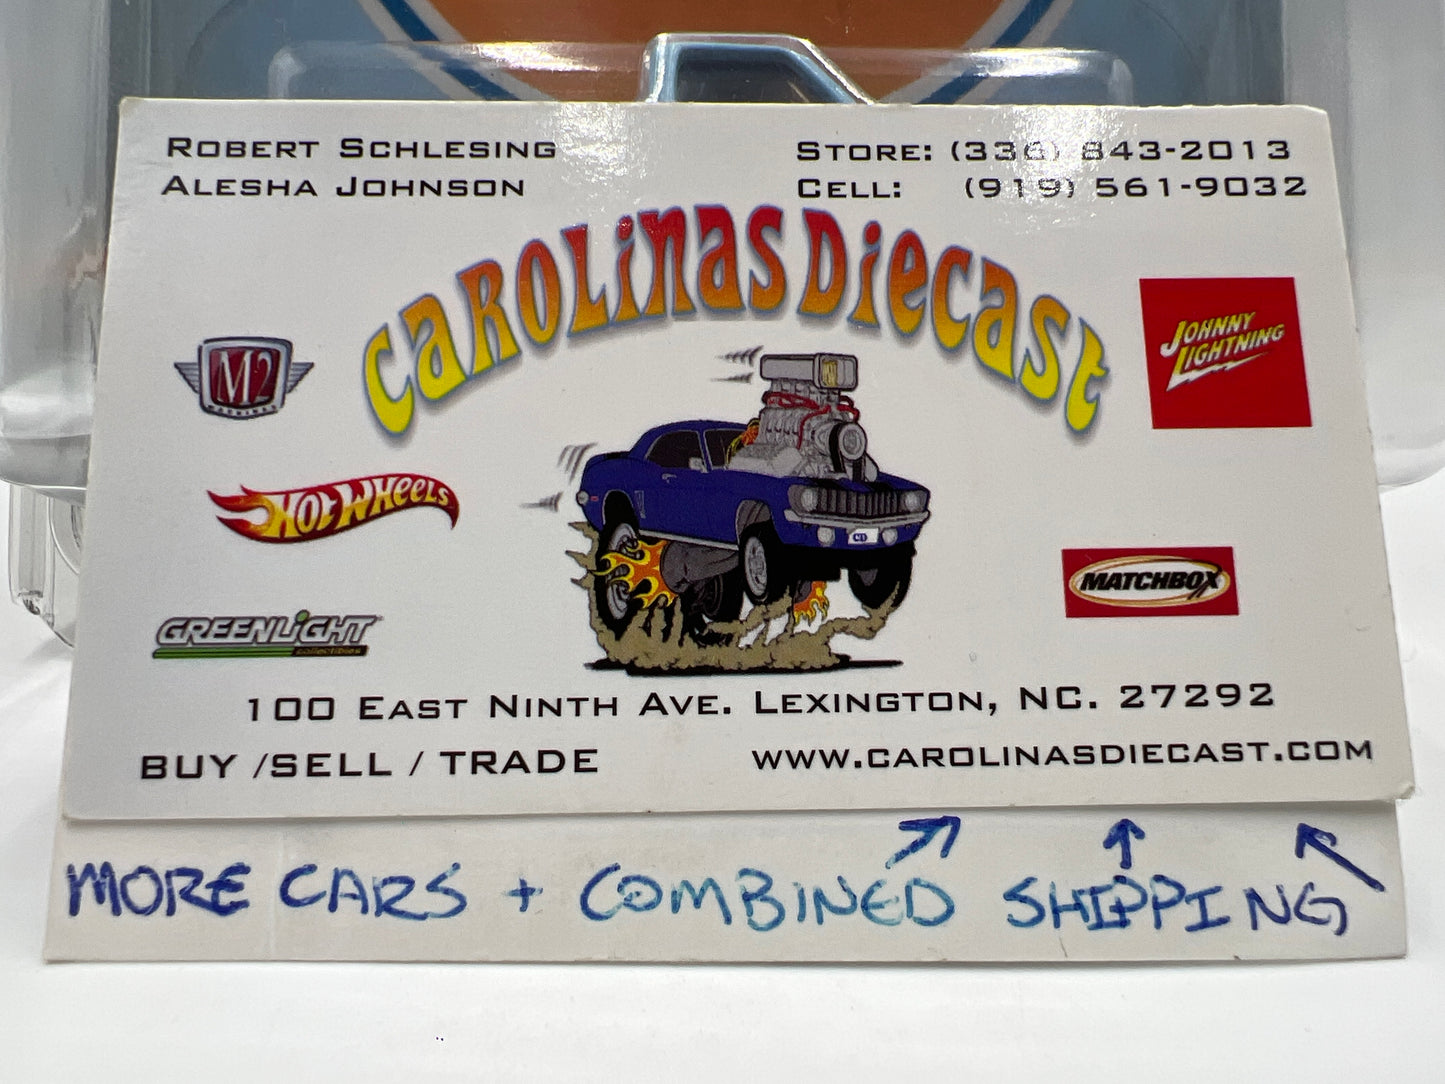 ROBERT SCHLESING
ALESHA JOHNSON
STORE: (336) 843-2013
CELL: (919) 561-9032
CAROLINAS DIECAST
M2
MACHINES
JOHNNY
LIGHTNING
HOT WHEELS
MATCHBOX
GREENLIGHT
collectibles
100 EAST NINTH AVE. LEXINGTON, NC. 27292
BUY /SELL / TRADE
WWW.CAROLINASDIECAST.COM
MORE CARS + COMBINED SHIPPING